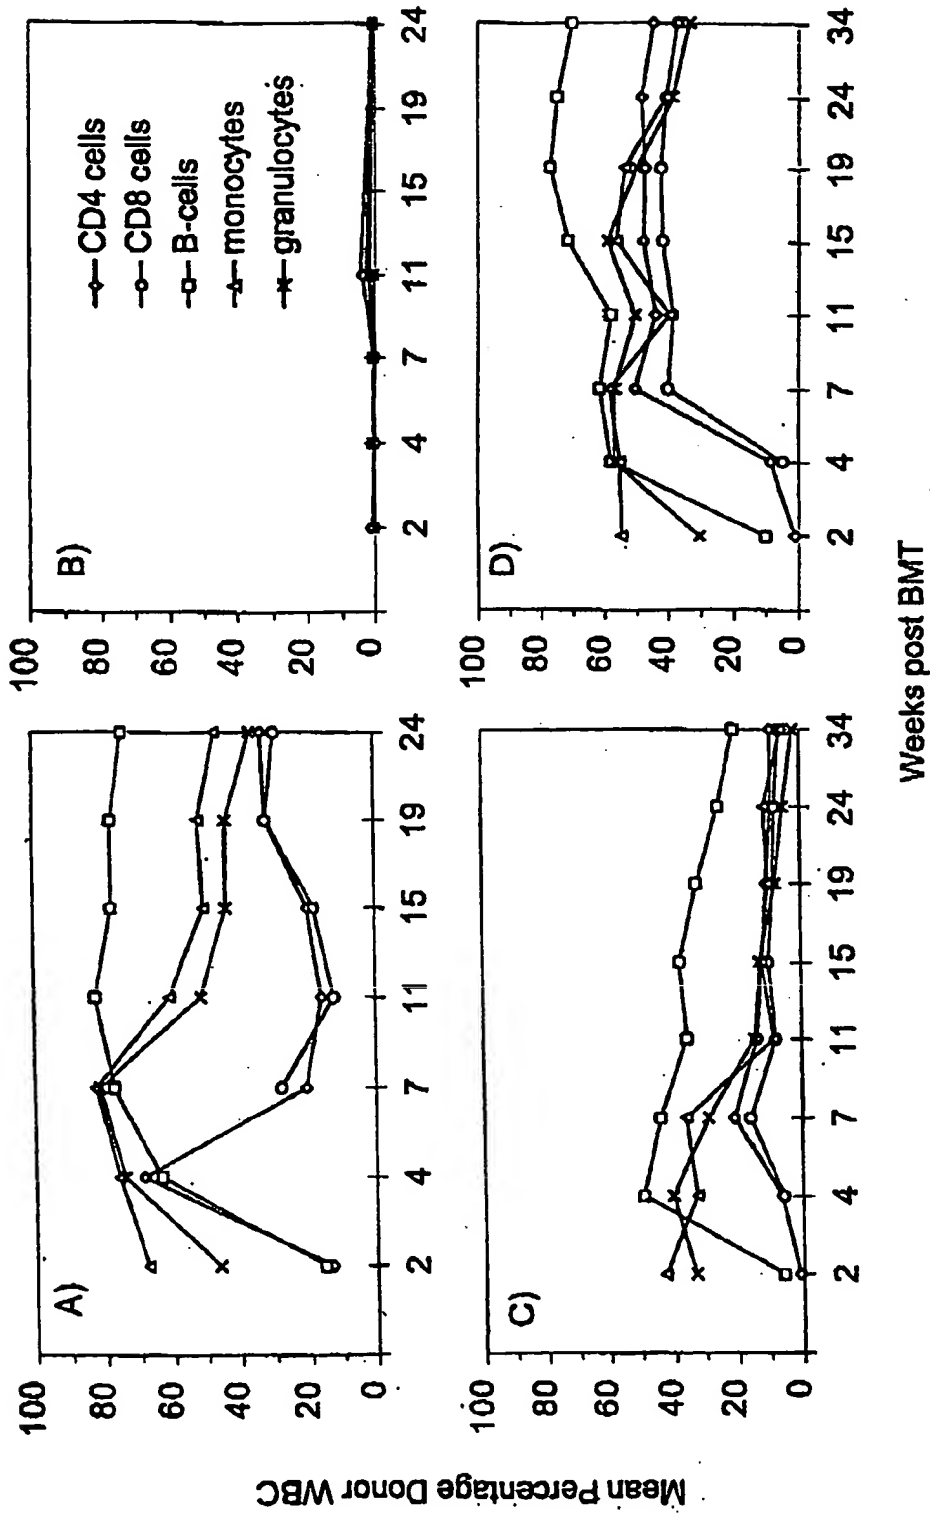 Mean Percentage Donor WBC
A)
100
80
60
40
20
0
2 4 7 11 15 19 24
B)
CD4 cells
CD8 cells
B-cells
monocytes
granulocytes
100
80
60
40
20
0
2 4 7 11 15 19 24
C)
100
80
60
40
20
0
2 4 7 11 15 19 24 34
D)
100
80
60
40
20
0
2 4 7 11 15 19 24 34
Weeks post BMT